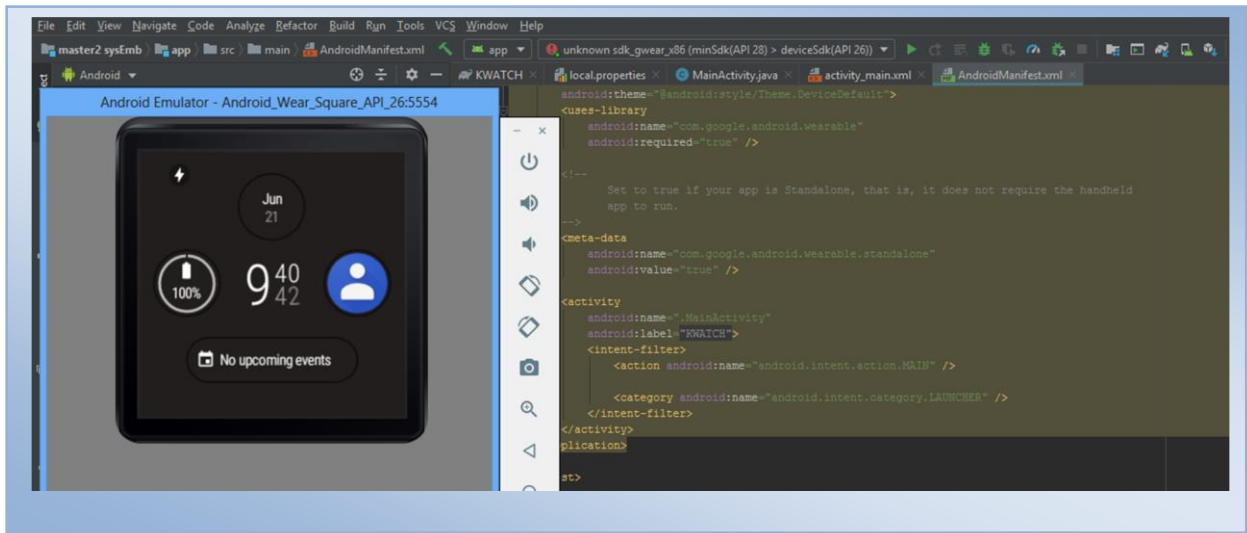 File Edit View Navigate Code Analyze Refactor Build Run Tools VCS Window Help
master2 sysEmb app src main AndroidManifest.xml app unknown sdk_gwear_x86 (minSdk(API 28) > deviceSdk(API 26))
Android KWATCH local.properties MainActivity.java activity_main.xml AndroidManifest.xml
Android Emulator - Android_Wear_Square_API_26:5554
Jun
21
100%
9 40
42
No upcoming events
android:theme="@android:style/Theme.DeviceDefault">
<uses-library
android:name="com.google.android.wearable"
android:required="true" />
<!--
Set to true if your app is Standalone, that is, it does not require the handheld
app to run.
-->
<meta-data
android:name="com.google.android.wearable.standalone"
android:value="true" />
<activity
android:name=".MainActivity"
android:label="KWATCH">
<intent-filter>
<action android:name="android.intent.action.MAIN" />
<category android:name="android.intent.category.LAUNCHER" />
</intent-filter>
</activity>
plication>
st>